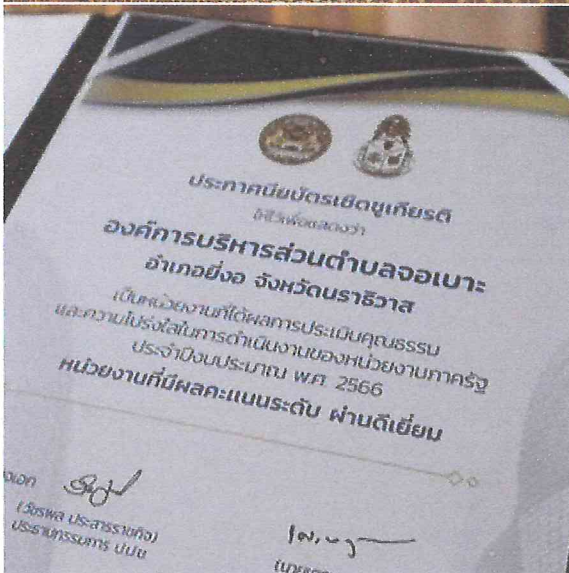 ประกาศนียบัตรเชิดชูเกียรติ
ให้ไว้เพื่อแสดงว่า
องค์การบริหารส่วนตำบลจอเบาะ
อำเภอยี่งอ จังหวัดนราธิวาส
เป็นหน่วยงานที่ได้ผลการประเมินคุณธรรม
และความโปร่งใสในการดำเนินงานของหน่วยงานภาครัฐ
ประจำปีงบประมาณ พ.ศ. 2566
หน่วยงานที่มีผลคะแนนระดับ ผ่านดีเยี่ยม
(วัชรพล ประสารราชกิจ)
ประธานกรรมการ ป.ป.ช.